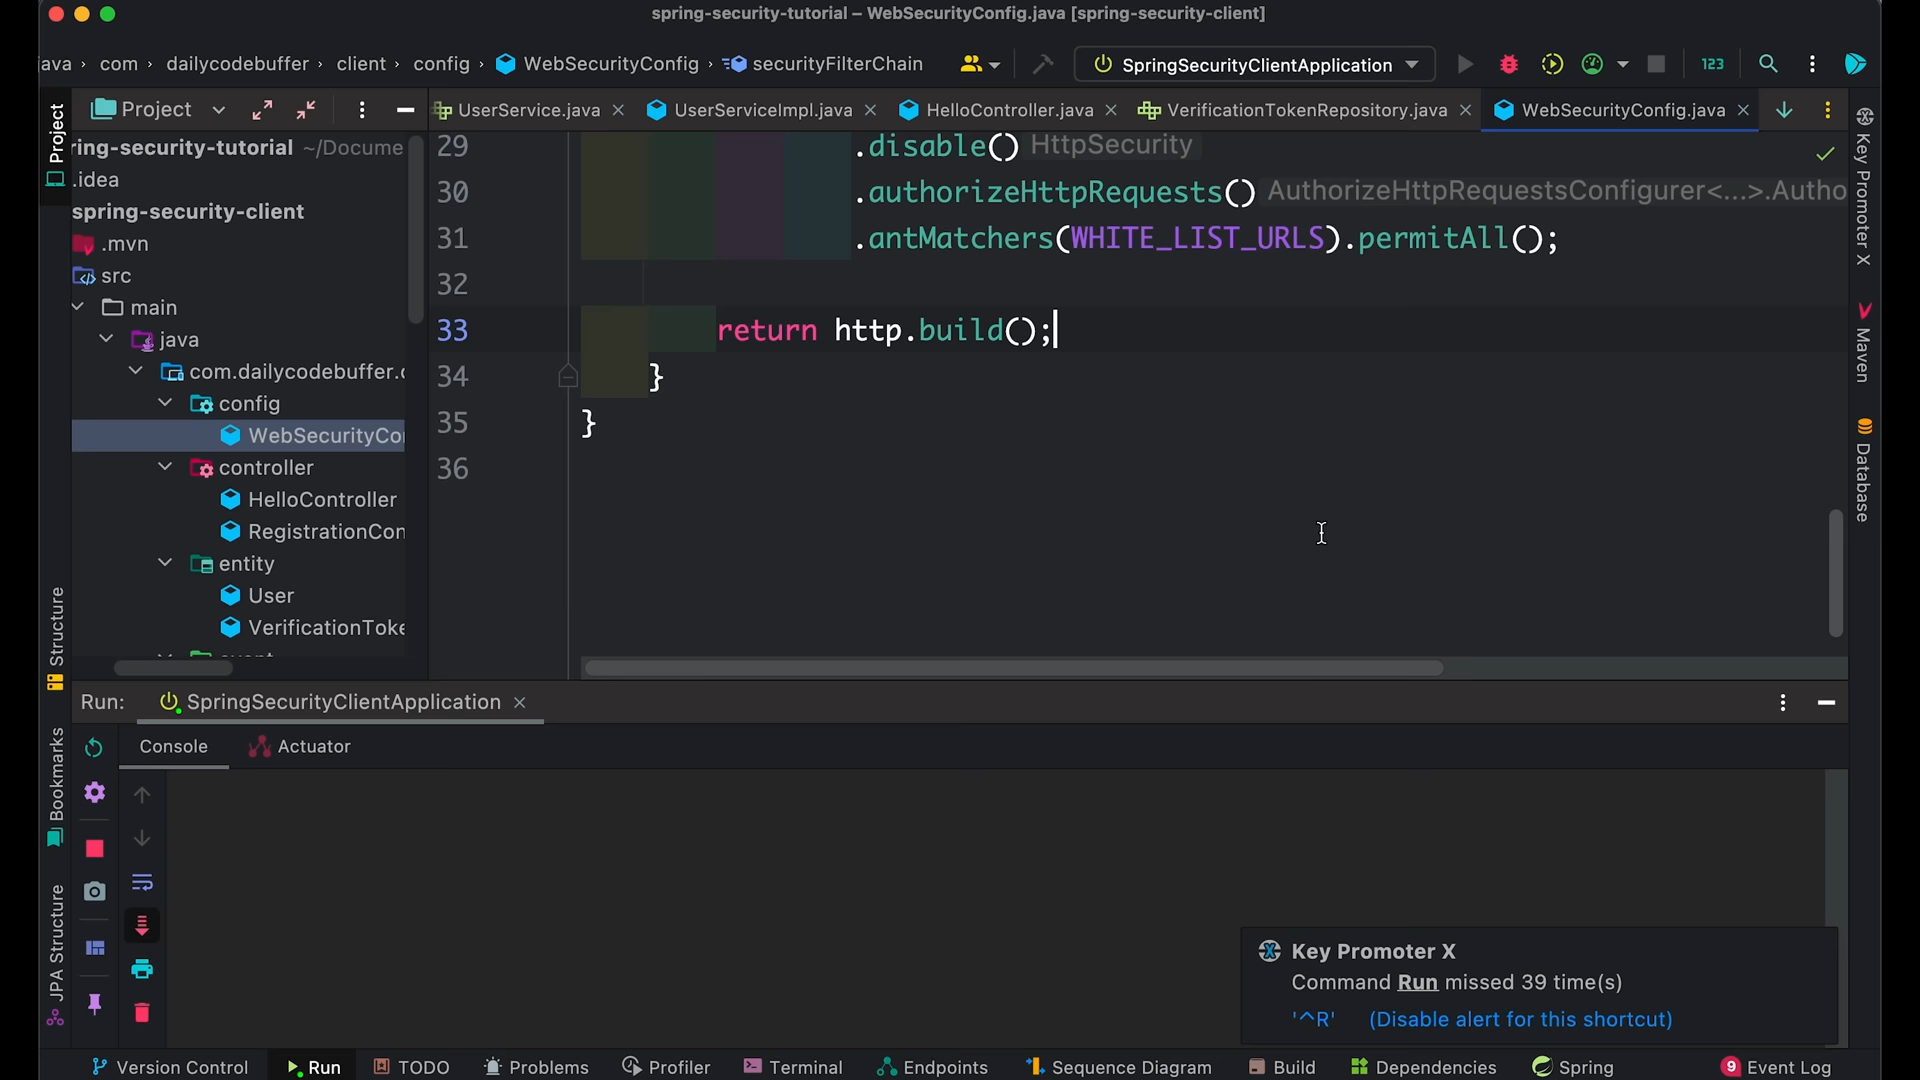 spring-security-tutorial – WebSecurityConfig.java [spring-security-client]
ava › com › dailycodebuffer › client › config › WebSecurityConfig › securityFilterChain
SpringSecurityClientApplication
123
Project
UserService.java
UserServiceImpl.java
HelloController.java
VerificationTokenRepository.java
WebSecurityConfig.java
Project
ring-security-tutorial ~/Docume
.idea
spring-security-client
.mvn
src
main
java
com.dailycodebuffer.c
config
WebSecurityCo
controller
HelloController
RegistrationCon
entity
User
VerificationToke
29 .disable() HttpSecurity
30 .authorizeHttpRequests() AuthorizeHttpRequestsConfigurer<...>.Autho
31 .antMatchers(WHITE_LIST_URLS).permitAll();
32
33 return http.build();
34 }
35 }
36
Key Promoter X
Maven
Database
Structure
Bookmarks
JPA Structure
Run: SpringSecurityClientApplication
Console
Actuator
Key Promoter X
Command Run missed 39 time(s)
'^R' (Disable alert for this shortcut)
Version Control
Run
TODO
Problems
Profiler
Terminal
Endpoints
Sequence Diagram
Build
Dependencies
Spring
9 Event Log